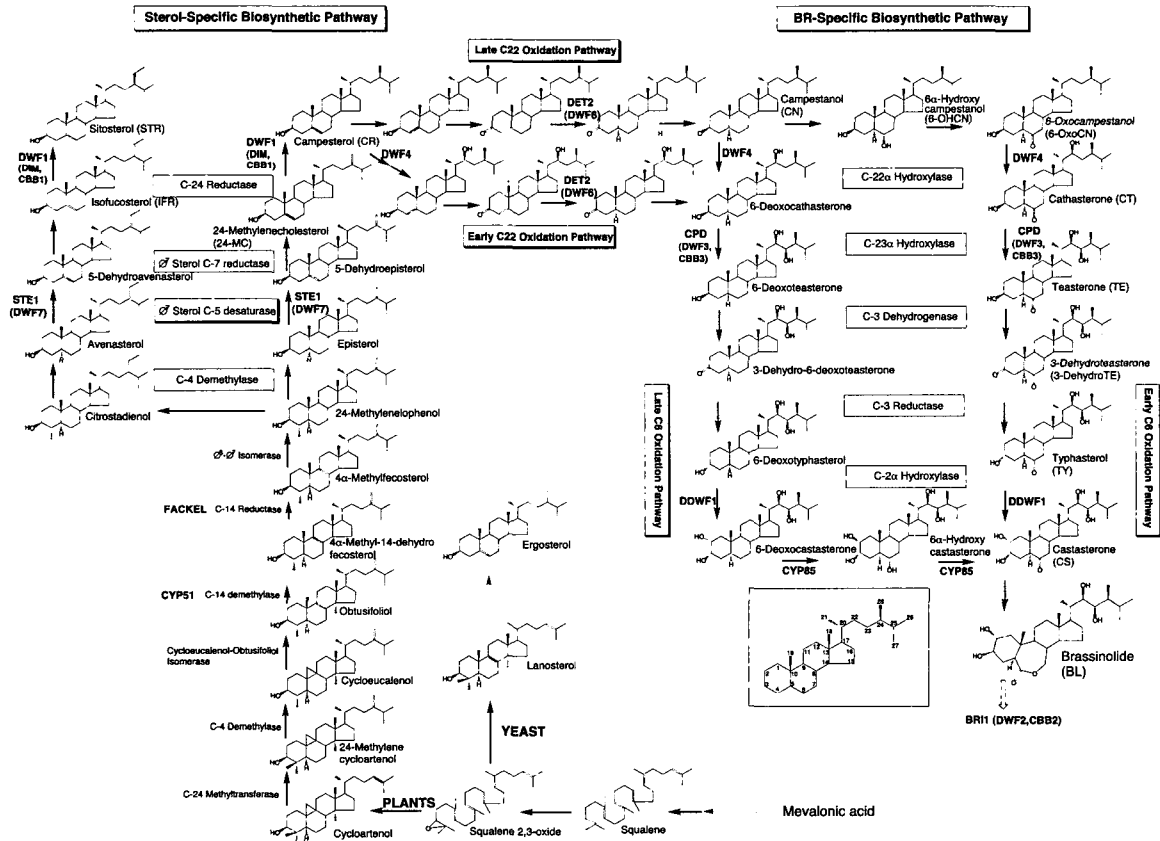 Sterol-Specific Biosynthetic Pathway
BR-Specific Biosynthetic Pathway
Late C22 Oxidation Pathway
Sitosterol (STR)
DWF1
(DIM,
CBB1)
Isofucosterol (IFR)
5-Dehydroavenasterol
STE1
(DWF7)
Avenasterol
Citrostadienol
C-24 Reductase
Sterol C-7 reductase
Sterol C-5 desaturase
C-4 Demethylase
Campesterol (CR)
DWF1
(DIM,
CBB1)
24-Methylenecholesterol
(24-MC)
5-Dehydroepisterol
STE1
(DWF7)
Episterol
24-Methylenelophenol
Isomerase
4α-Methylfecosterol
FACKEL
C-14 Reductase
4α-Methyl-14-dehydro
fecosterol
CYP51
C-14 demethylase
Obtusifoliol
Cycloeucalenol-Obtusifoliol
Isomerase
Cycloeucalenol
C-4 Demethylase
24-Methylene
cycloartenol
C-24 Methyltransferase
Cycloartenol
PLANTS
Squalene 2,3-oxide
Squalene
Mevalonic acid
YEAST
Lanosterol
Ergosterol
DWF4
DET2
(DWF6)
DET2
(DWF6)
Early C22 Oxidation Pathway
H
Campestanol
(CN)
6α-Hydroxy
campestanol
(6-OHCN)
6-Oxocampestanol
(6-OxoCN)
DWF4
C-22α Hydroxylase
DWF4
6-Deoxocathasterone
Cathasterone (CT)
CPD
(DWF3,
CBB3)
C-23α Hydroxylase
CPD
(DWF3,
CBB3)
6-Deoxoteasterone
Teasterone (TE)
C-3 Dehydrogenase
3-Dehydro-6-deoxoteasterone
3-Dehydroteasterone
(3-DehydroTE)
Late C6 Oxidation Pathway
C-3 Reductase
Early C6 Oxidation Pathway
6-Deoxotyphasterol
Typhasterol
(TY)
C-2α Hydroxylase
DDWF1
DDWF1
6-Deoxocastasterone
CYP85
6α-Hydroxy
castasterone
CYP85
Castasterone
(CS)
Brassinolide
(BL)
BRI1 (DWF2,CBB2)